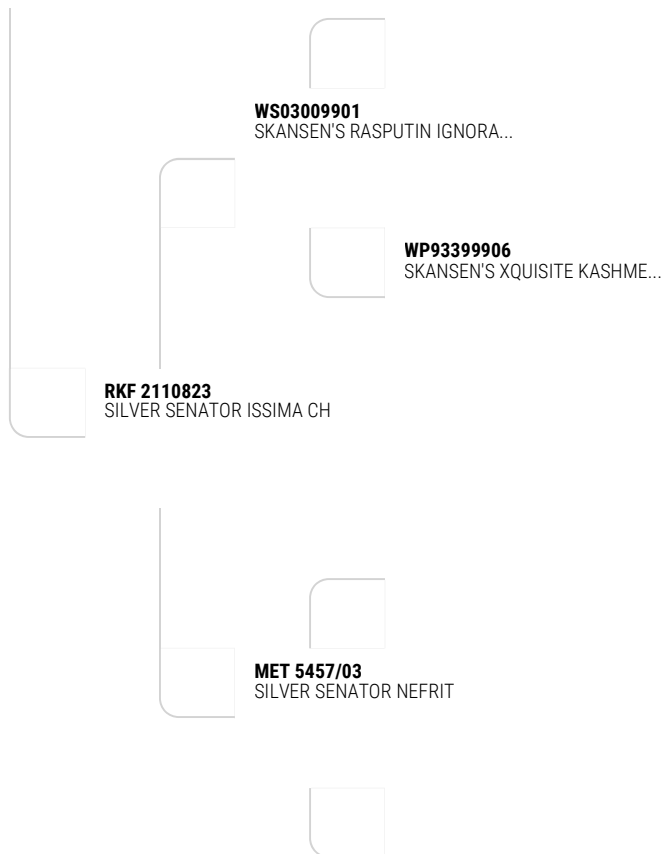 WS03009901
SKANSEN'S RASPUTIN IGNORA...
WP93399906
SKANSEN'S XQUISITE KASHME...
RKF 2110823
SILVER SENATOR ISSIMA CH
MET 5457/03
SILVER SENATOR NEFRIT